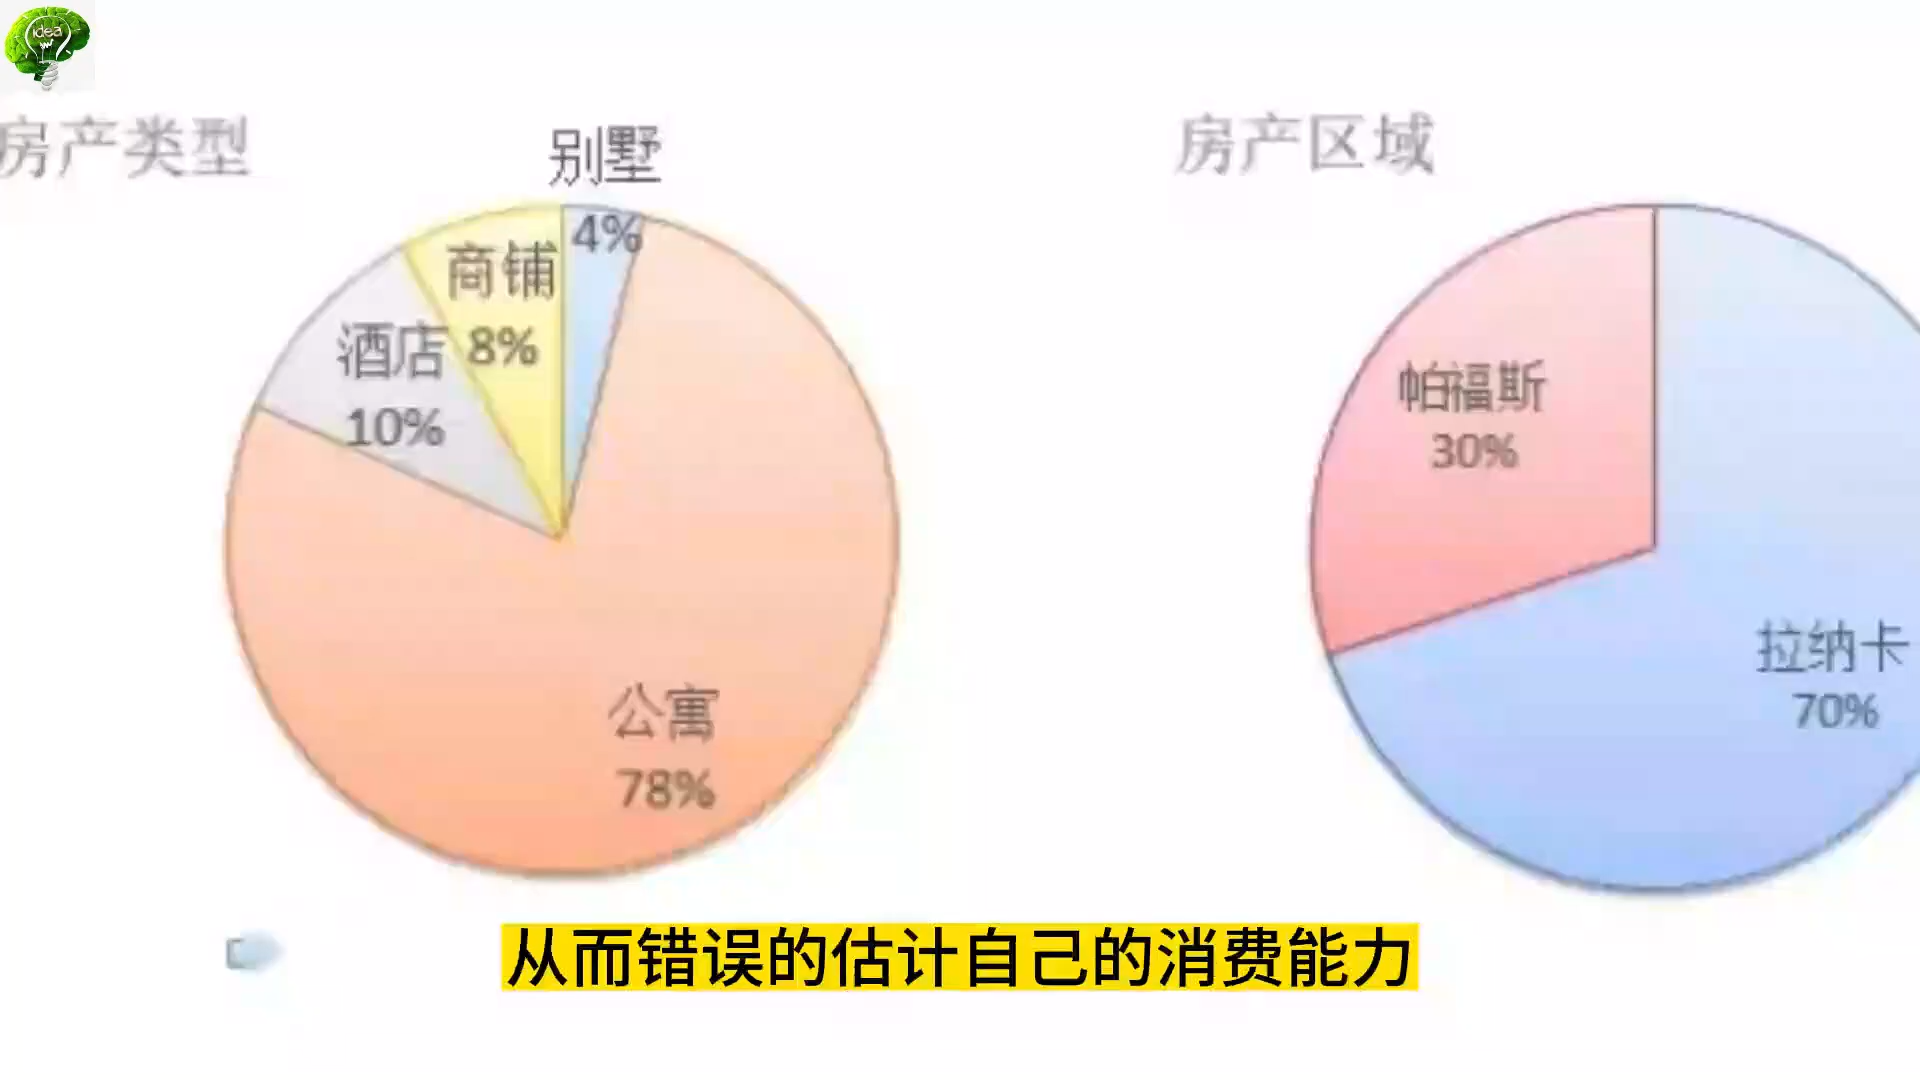 idea
房产类型
别墅
4%
商铺
8%
酒店
10%
公寓
78%
房产区域
帕福斯
30%
拉纳卡
70%
从而错误的估计自己的消费能力